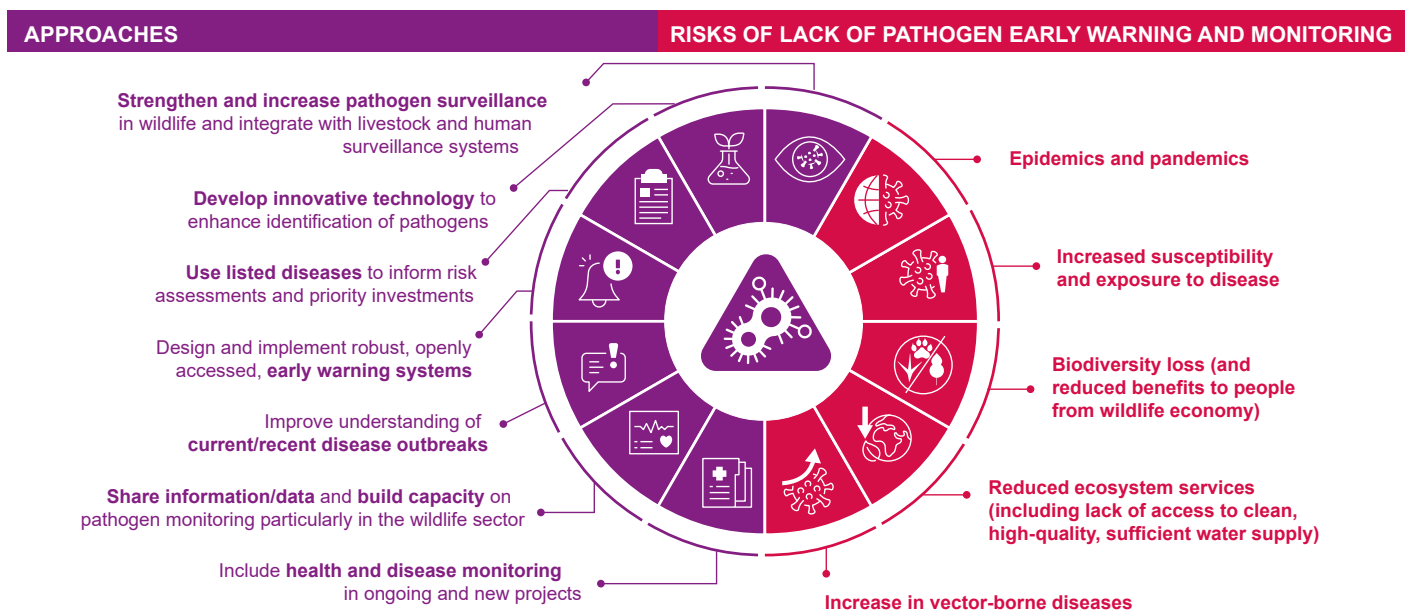 APPROACHES
RISKS OF LACK OF PATHOGEN EARLY WARNING AND MONITORING
Strengthen and increase pathogen surveillance
in wildlife and integrate with livestock and human
surveillance systems
Develop innovative technology to
enhance identification of pathogens
Use listed diseases to inform risk
assessments and priority investments
Design and implement robust, openly
accessed, early warning systems
Improve understanding of
current/recent disease outbreaks
Share information/data and build capacity on
pathogen monitoring particularly in the wildlife sector
Include health and disease monitoring
in ongoing and new projects
Epidemics and pandemics
Increased susceptibility
and exposure to disease
Biodiversity loss (and
reduced benefits to people
from wildlife economy)
Reduced ecosystem services
(including lack of access to clean,
high-quality, sufficient water supply)
Increase in vector-borne diseases